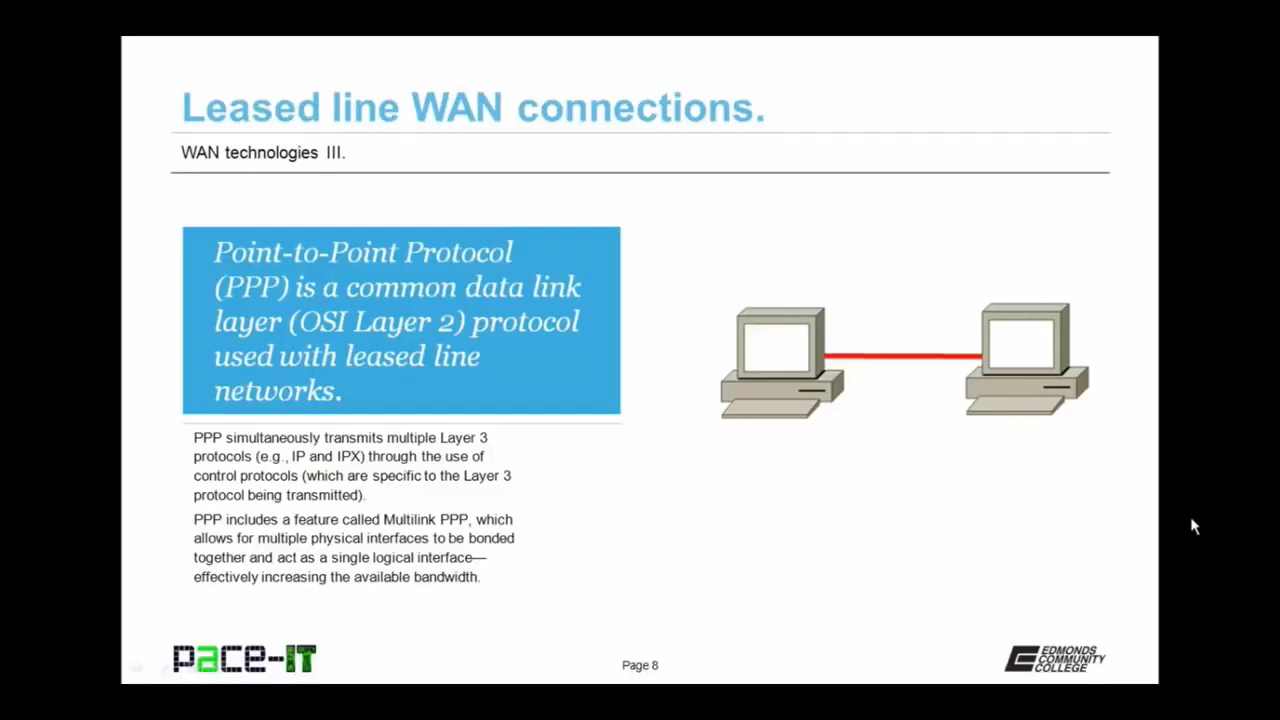 Leased line WAN connections.
WAN technologies III.
Point-to-Point Protocol
(PPP) is a common data link
layer (OSI Layer 2) protocol
used with leased line
networks.
PPP simultaneously transmits multiple Layer 3
protocols (e.g., IP and IPX) through the use of
control protocols (which are specific to the Layer 3
protocol being transmitted).
PPP includes a feature called Multilink PPP, which
allows for multiple physical interfaces to be bonded
together and act as a single logical interface—
effectively increasing the available bandwidth.
pace-IT
Page 8
EDMONDS
COMMUNITY
COLLEGE